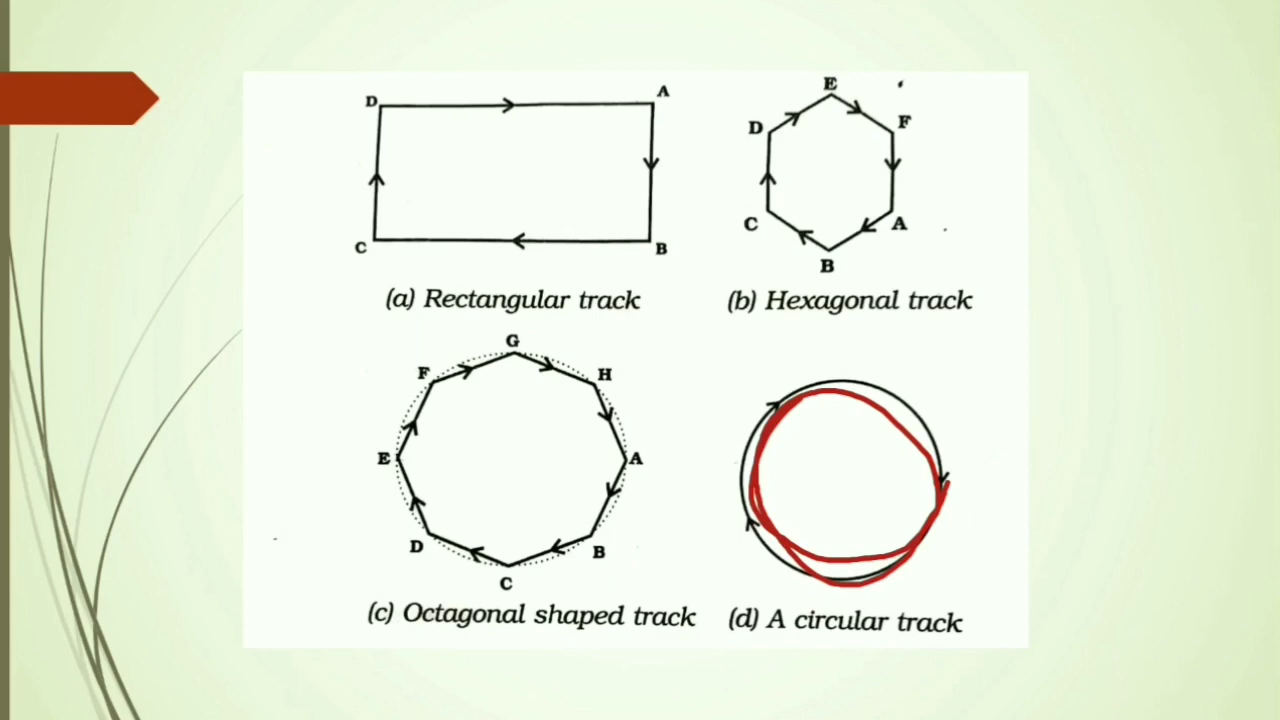 D A
C B
(a) Rectangular track
E
D F
C A
B
(b) Hexagonal track
G
F H
E A
D B
C
(c) Octagonal shaped track
(d) A circular track